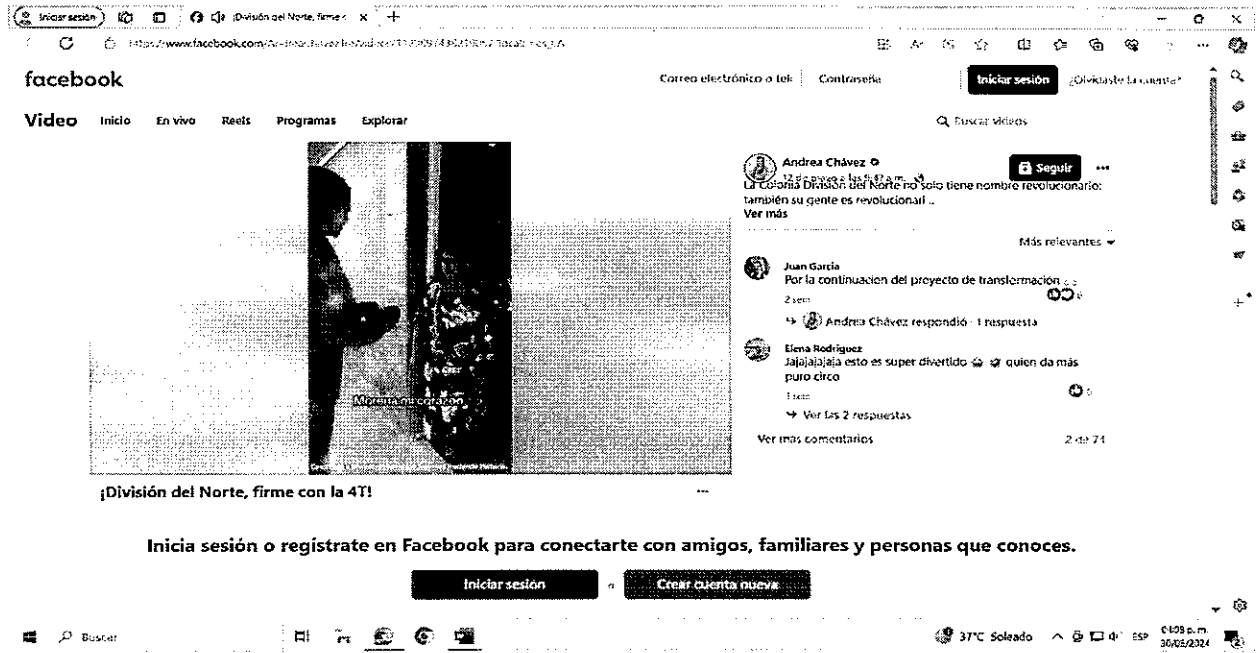 Iniciar sesión
¡División del Norte, firme c
facebook
Contraseña
Iniciar sesión
¿Olvidaste la cuenta?
Video Inicio En vivo Reels Programas Explorar
Buscar videos
Andrea Chávez
Seguir
La Colonia División del Norte no solo tiene nombre revolucionario:
también su gente es revolucionari ...
Ver más
Más relevantes
Juan Garcia
Por la continuacion del proyecto de transformación
2 sem
Andrea Chávez respondió · 1 respuesta
Elena Rodriguez
Jajajajajaja esto es super divertido quien da más
puro circo
Ver las 2 respuestas
Ver más comentarios
2 de 71
Morena mi corazón
¡División del Norte, firme con la 4T!
Inicia sesión o regístrate en Facebook para conectarte con amigos, familiares y personas que conoces.
Iniciar sesión
o
Crear cuenta nueva
Buscar
37°C Soleado
ESP
04:08 p. m.
30/05/2024